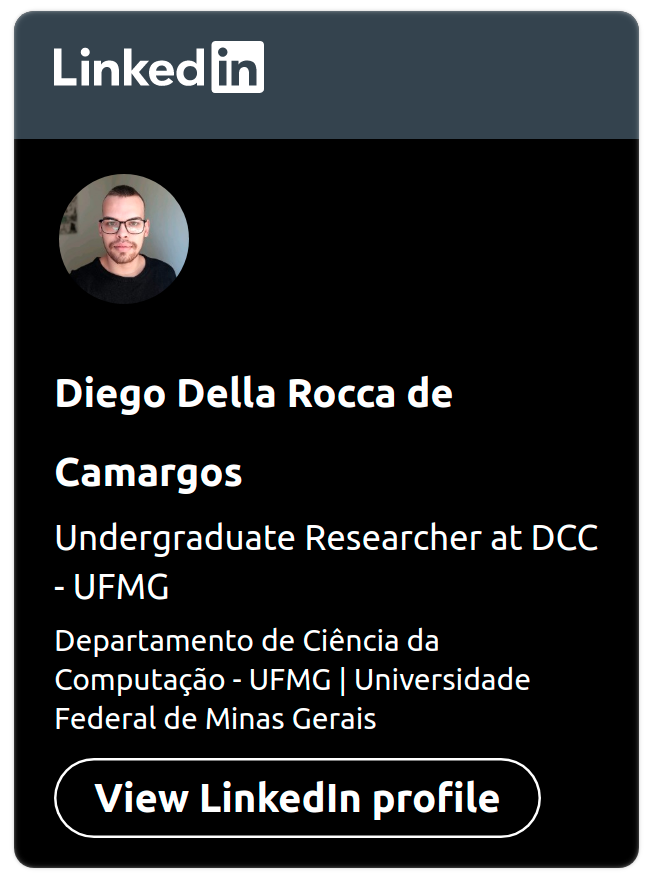 Linkedin
Diego Della Rocca de
Camargos
Undergraduate Researcher at DCC
- UFMG
Departamento de Ciência da
Computação - UFMG | Universidade
Federal de Minas Gerais
View LinkedIn profile